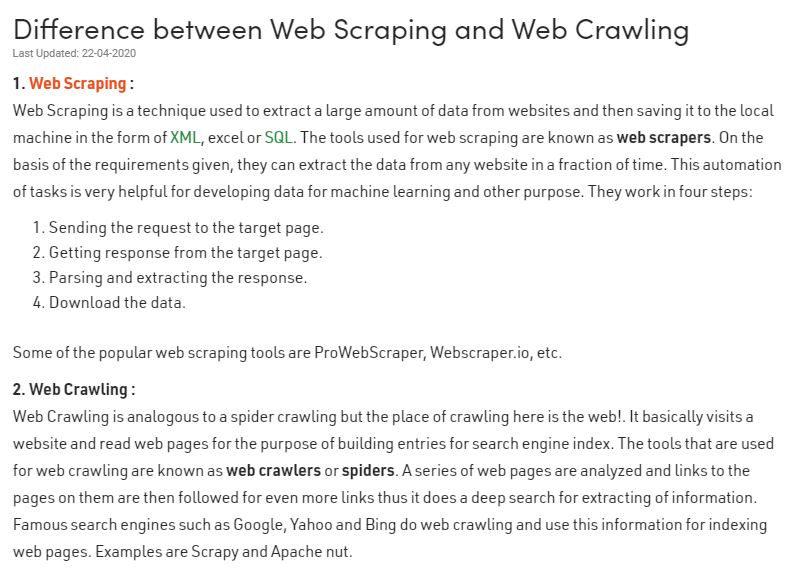 Difference between Web Scraping and Web Crawling
Last Updated: 22-04-2020
1. Web Scraping :
Web Scraping is a technique used to extract a large amount of data from websites and then saving it to the local
machine in the form of XML, excel or SQL. The tools used for web scraping are known as web scrapers. On the
basis of the requirements given, they can extract the data from any website in a fraction of time. This automation
of tasks is very helpful for developing data for machine learning and other purpose. They work in four steps:
1. Sending the request to the target page.
2. Getting response from the target page.
3. Parsing and extracting the response.
4. Download the data.
Some of the popular web scraping tools are ProWebScraper, Webscraper.io, etc.
2. Web Crawling :
Web Crawling is analogous to a spider crawling but the place of crawling here is the web!. It basically visits a
website and read web pages for the purpose of building entries for search engine index. The tools that are used
for web crawling are known as web crawlers or spiders. A series of web pages are analyzed and links to the
pages on them are then followed for even more links thus it does a deep search for extracting of information.
Famous search engines such as Google, Yahoo and Bing do web crawling and use this information for indexing
web pages. Examples are Scrapy and Apache nut.